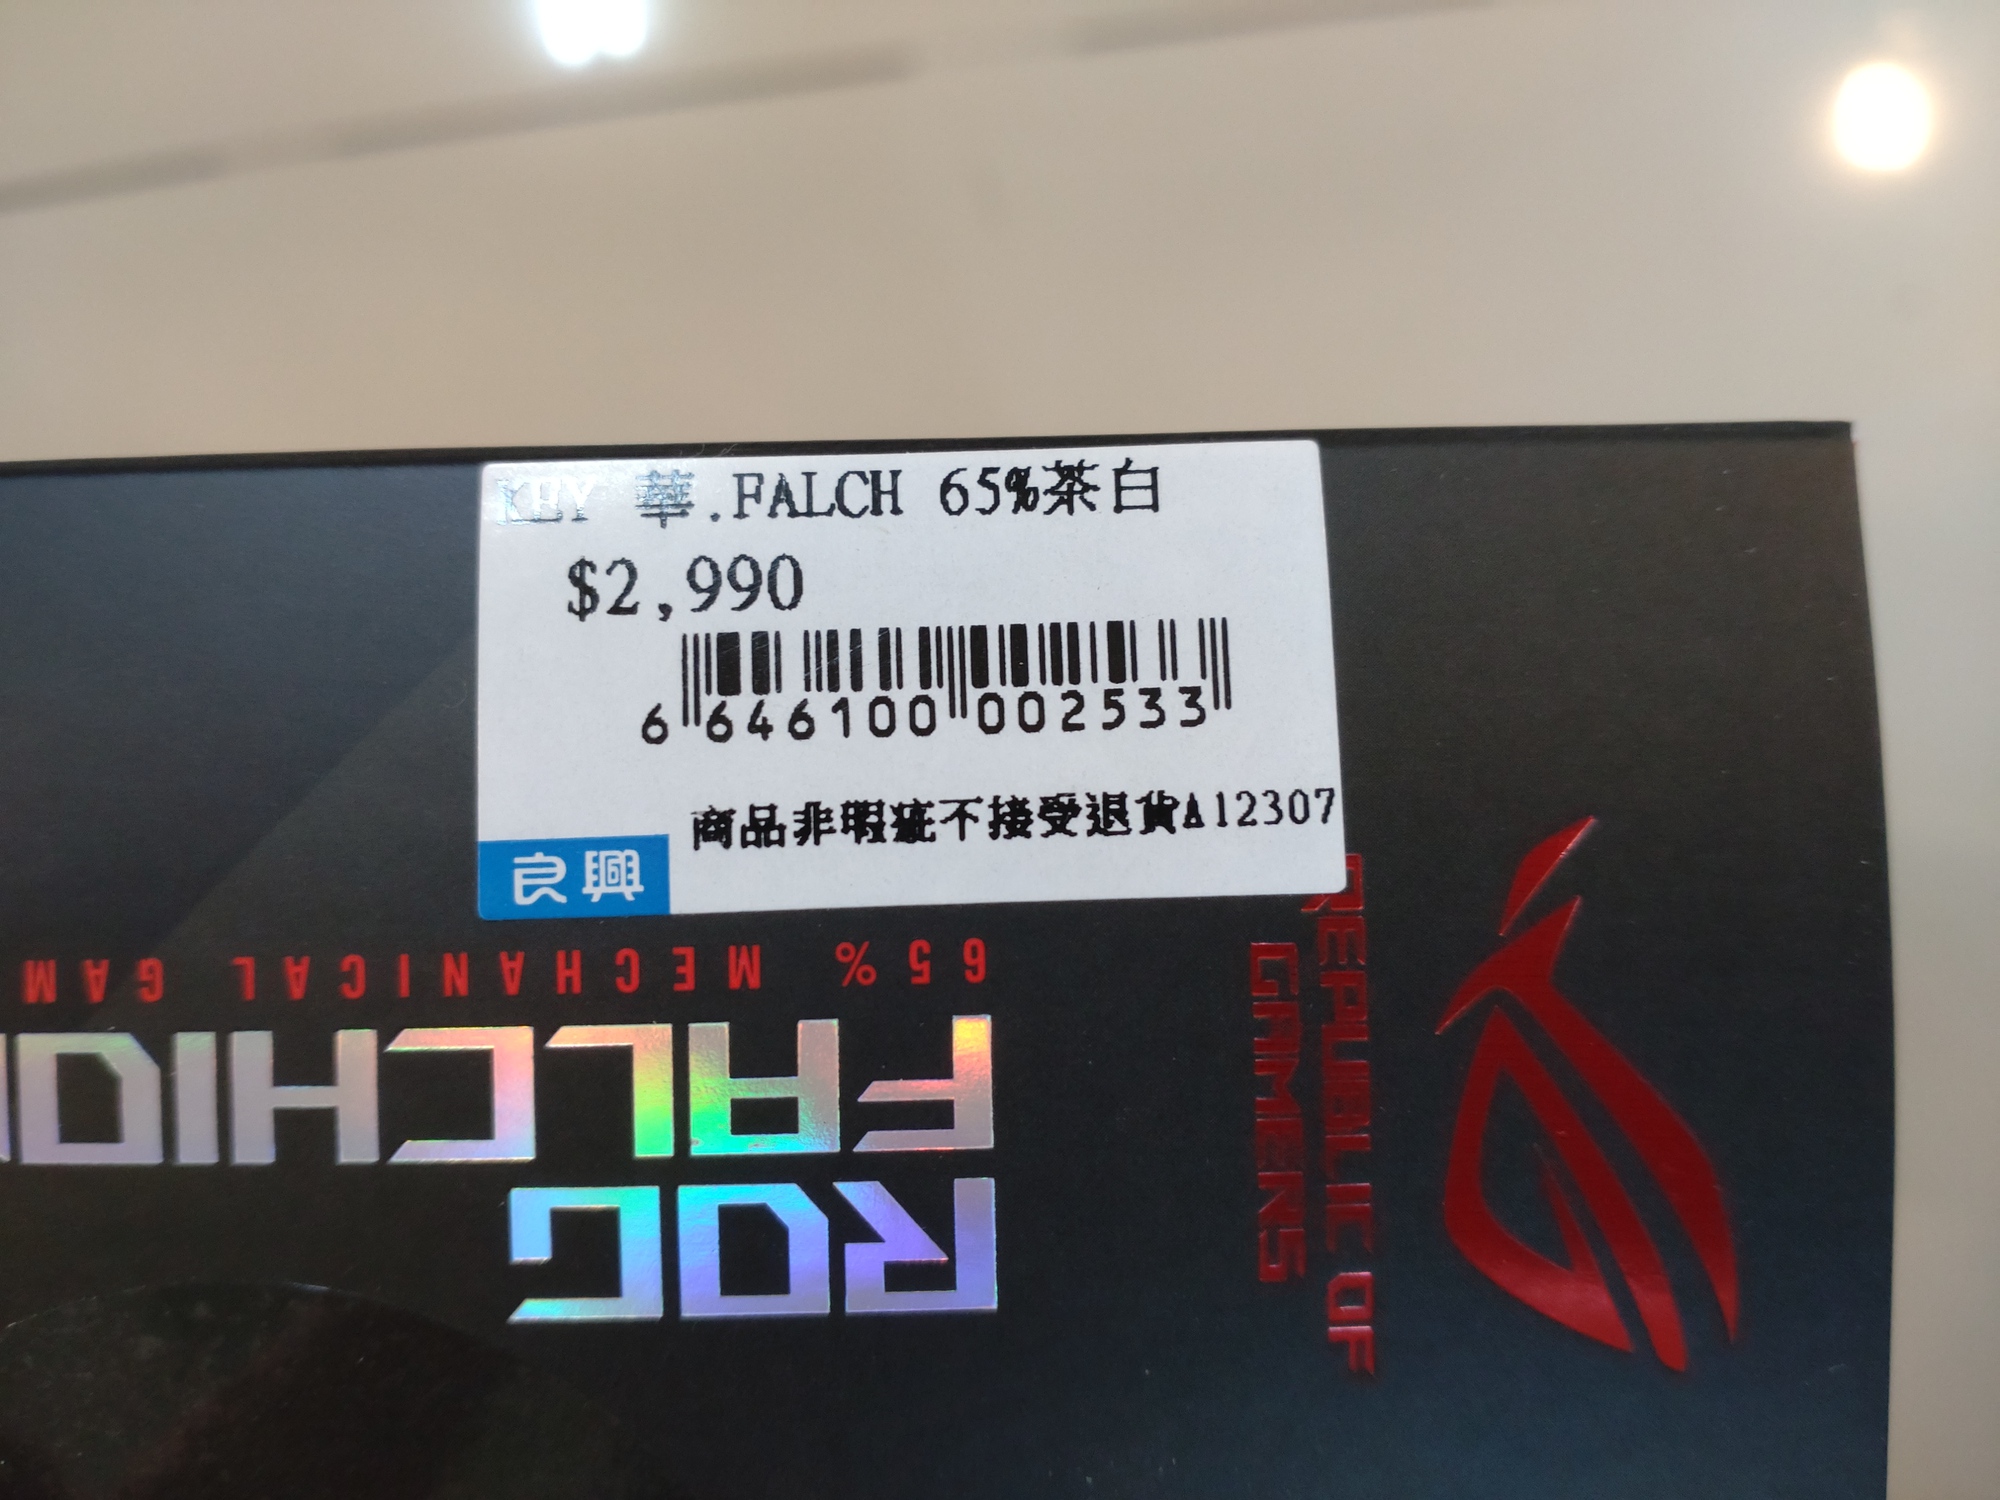 KEY 華.FALCH 65%茶白
$2,990
6 646100 002533
商品非瑕疵不接受退貨A12307
良興
65% MECHANICAL GAM
ROG
FALCHION
REPUBLIC OF
GAMERS